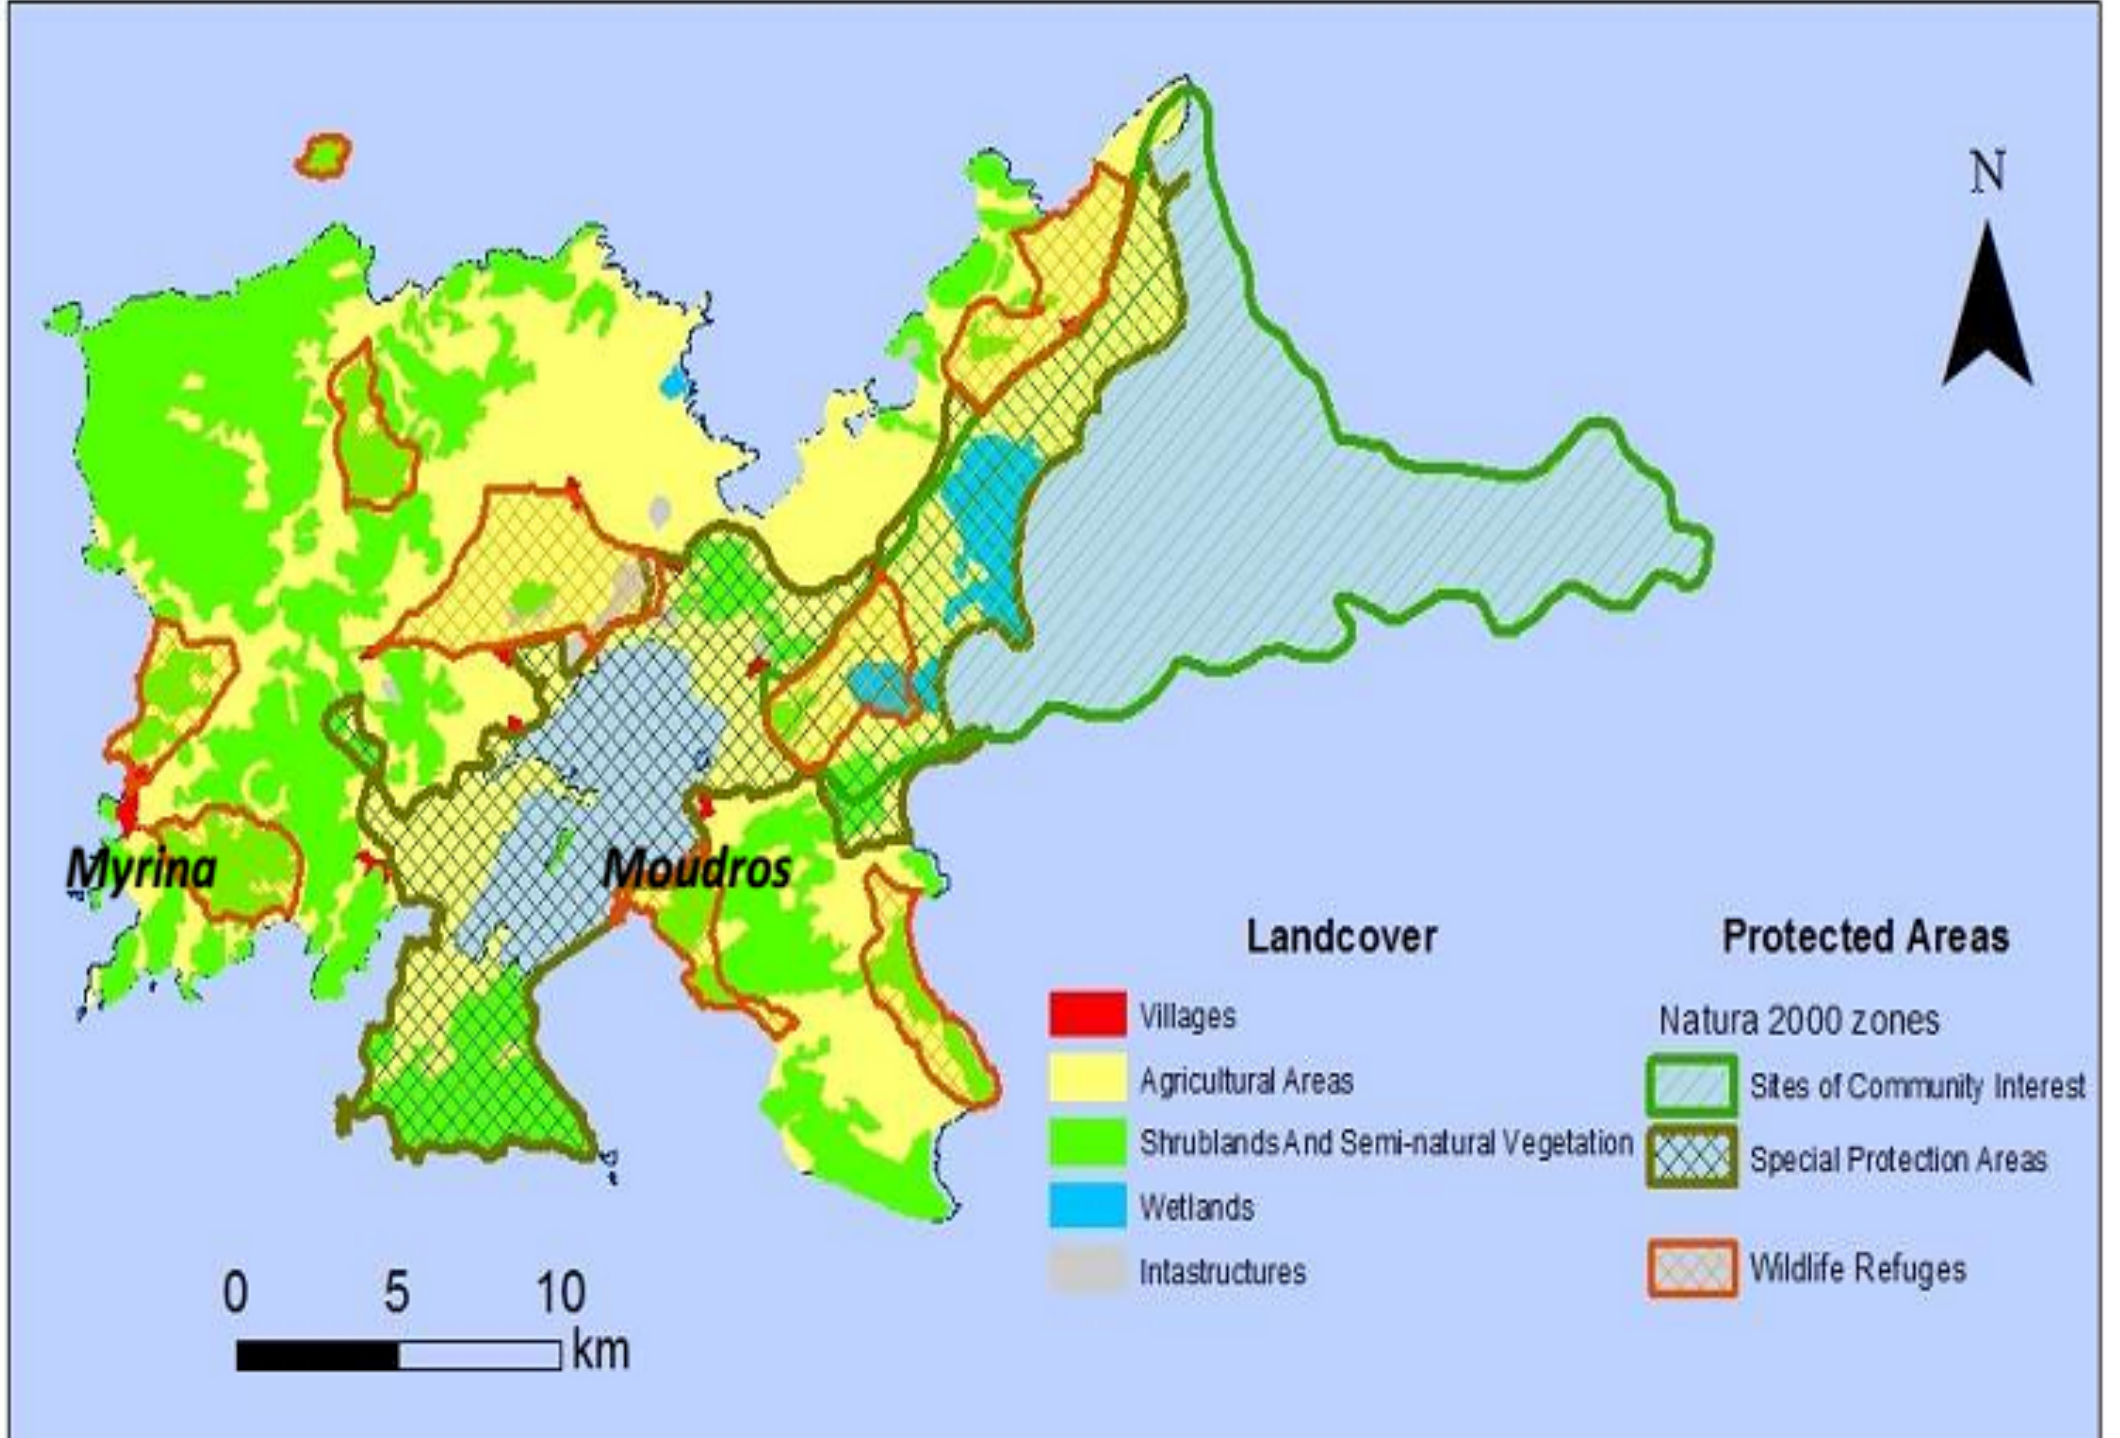 N
Myrina
Moudros
Landcover
Villages
Agricultural Areas
Shrublands And Semi-natural Vegetation
Wetlands
Intastructures
Protected Areas
Natura 2000 zones
Sites of Community Interest
Special Protection Areas
Wildlife Refuges
0 5 10
km